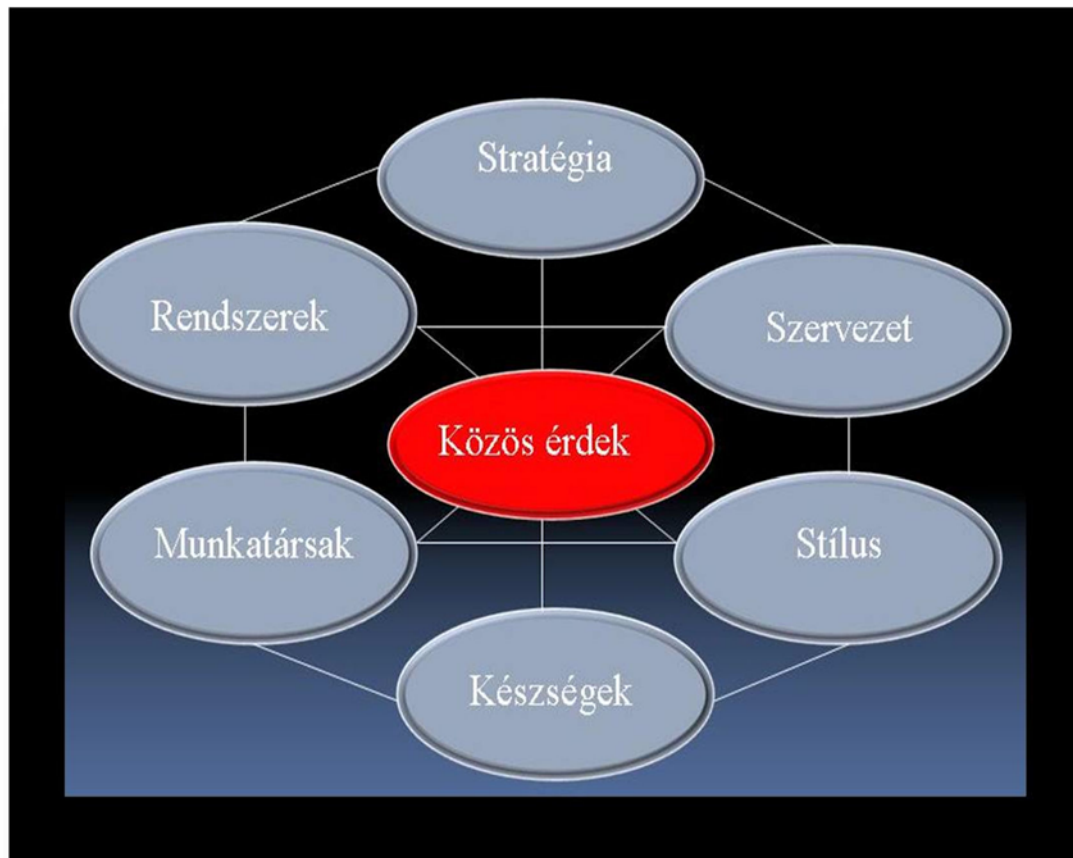 Stratégia
Rendszerek
Szervezet
Közös érdek
Munkatársak
Stílus
Készségek